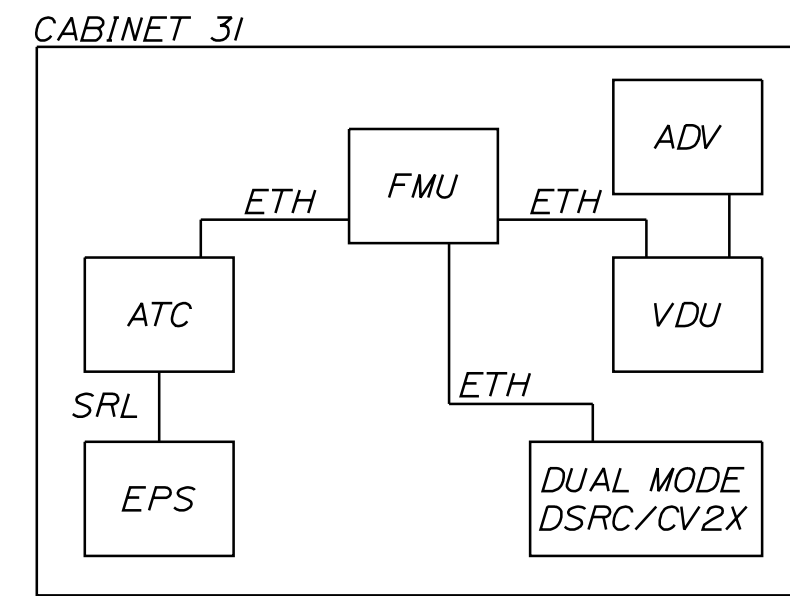 CABINET 31
ADV
FMU
ETH
ETH
ATC
VDU
ETH
SRL
EPS
DUAL MODE
DSRC/CV2X